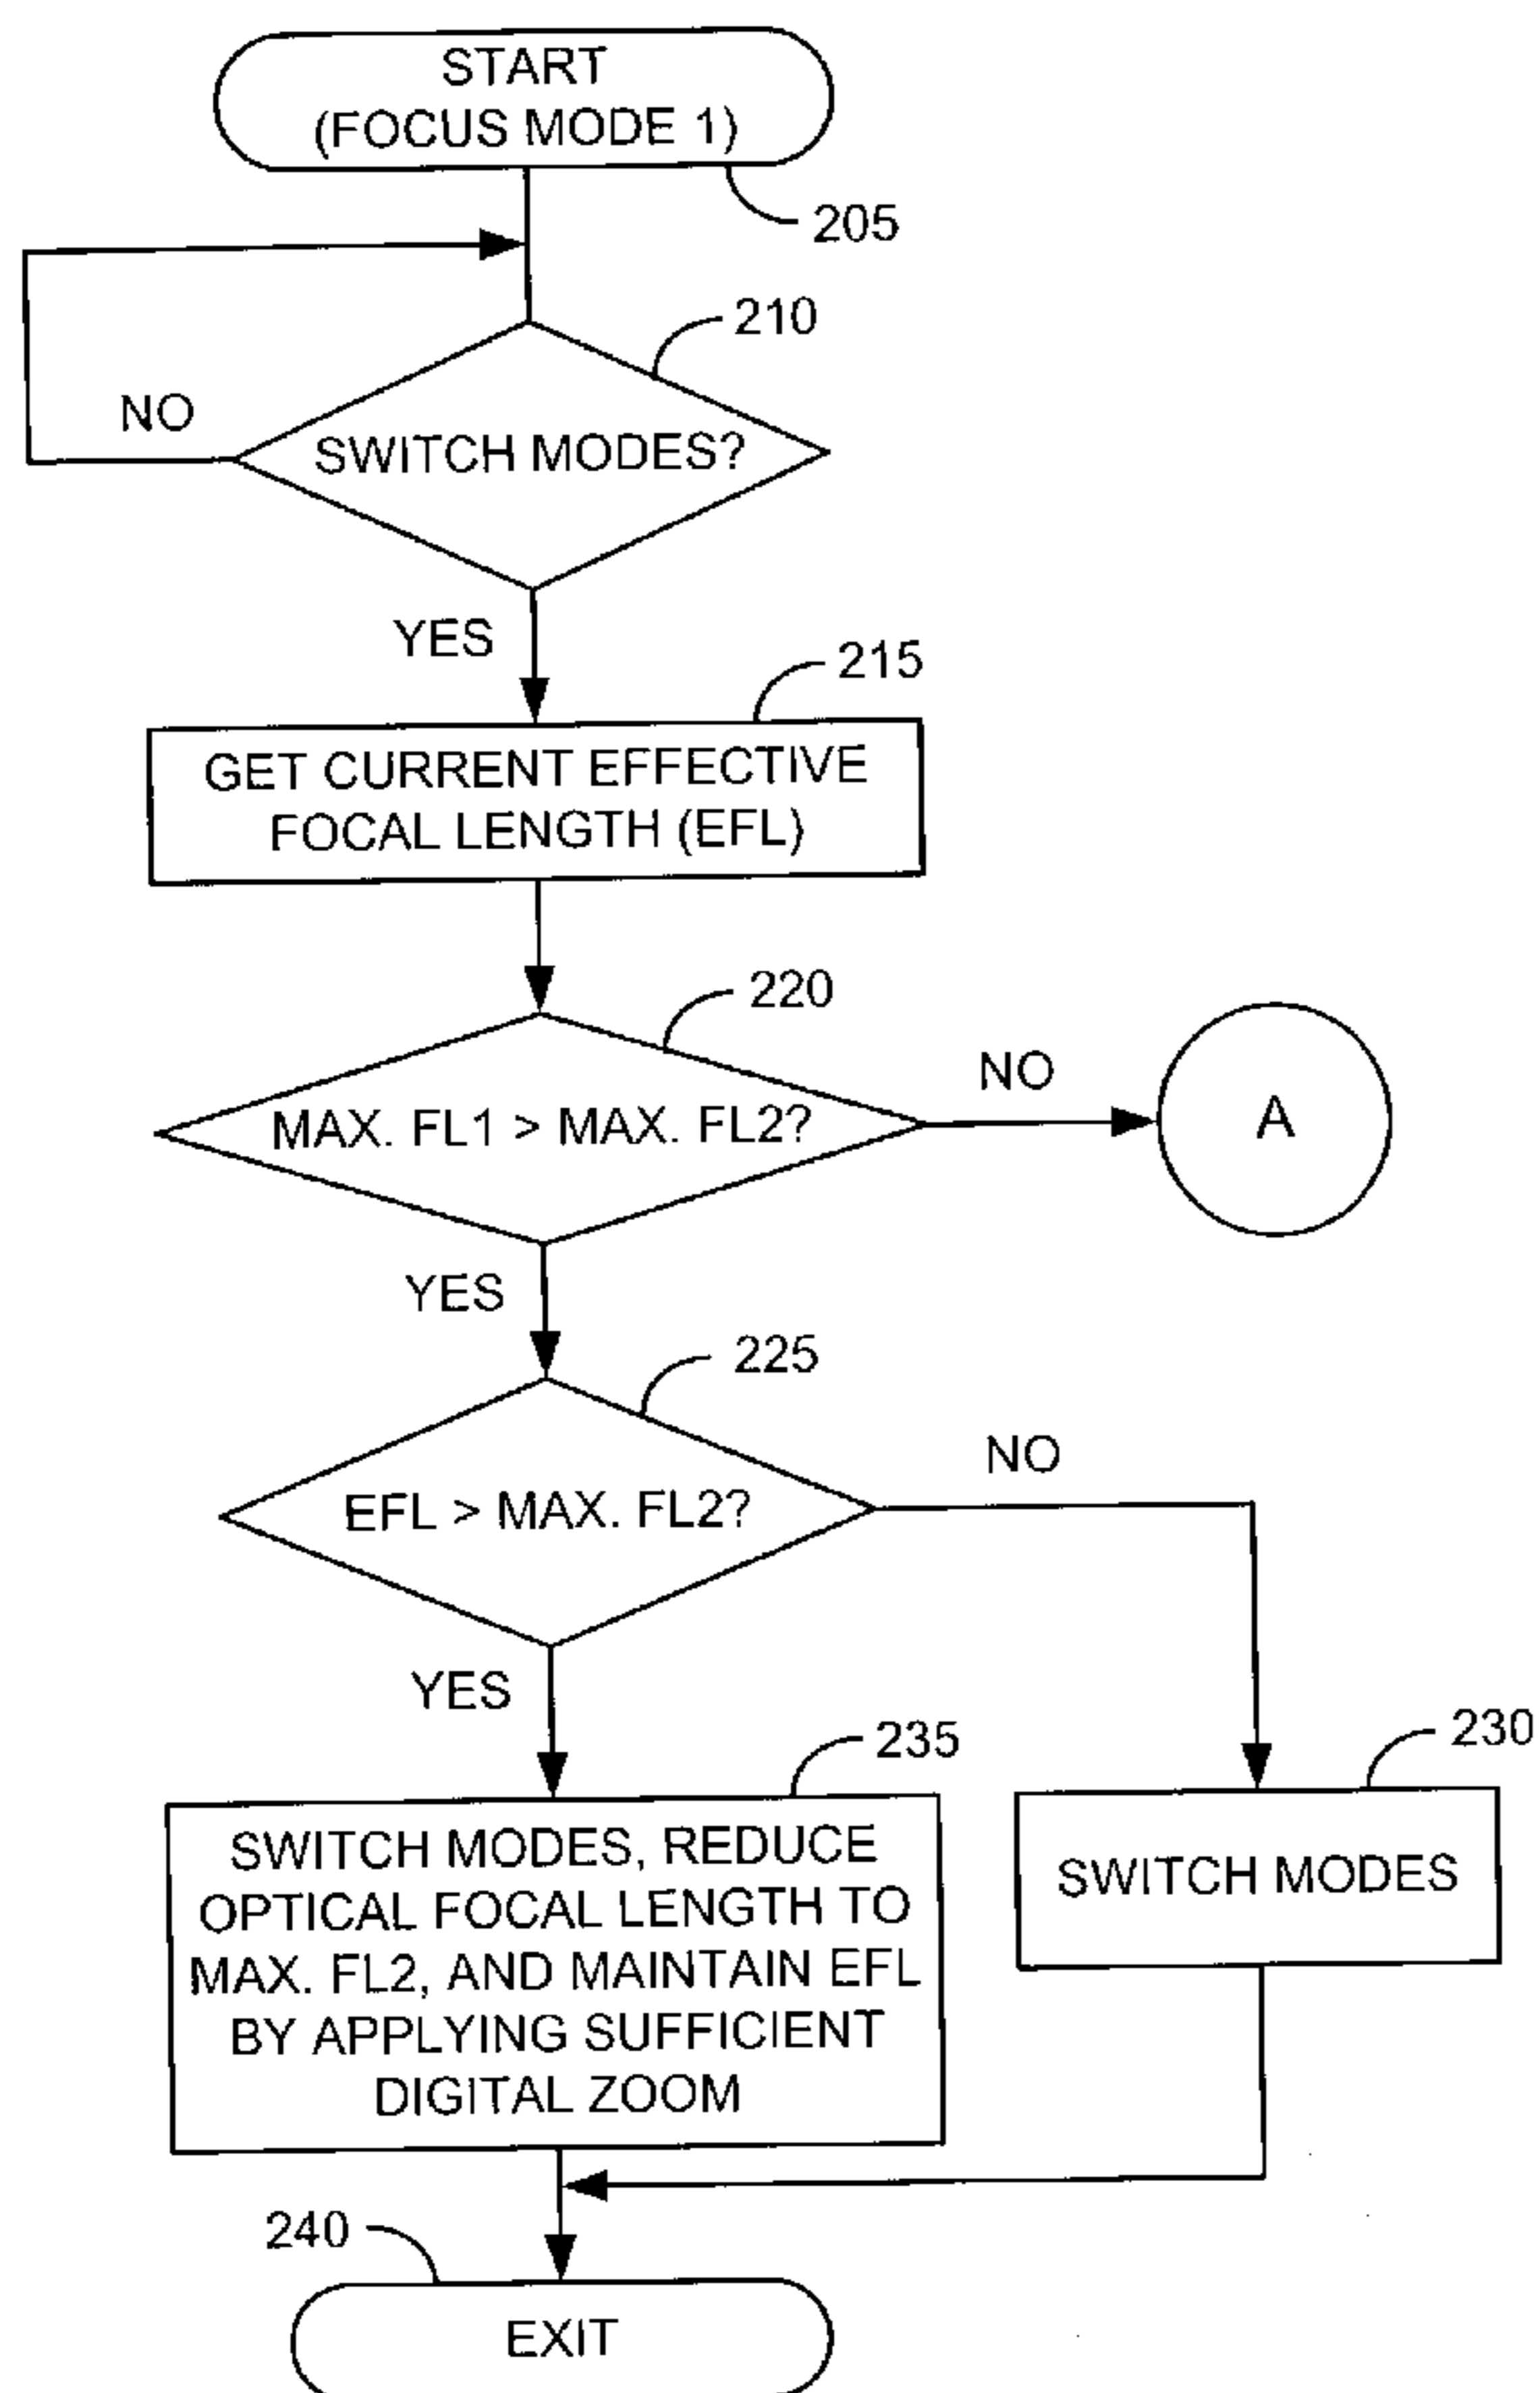 START
(FOCUS MODE 1)
205
210
NO
SWITCH MODES?
YES
215
GET CURRENT EFFECTIVE
FOCAL LENGTH (EFL)
220
NO
MAX. FL1 > MAX. FL2?
A
YES
225
NO
EFL > MAX. FL2?
YES
235
230
SWITCH MODES, REDUCE
OPTICAL FOCAL LENGTH TO
MAX. FL2, AND MAINTAIN EFL
BY APPLYING SUFFICIENT
DIGITAL ZOOM
SWITCH MODES
240
EXIT